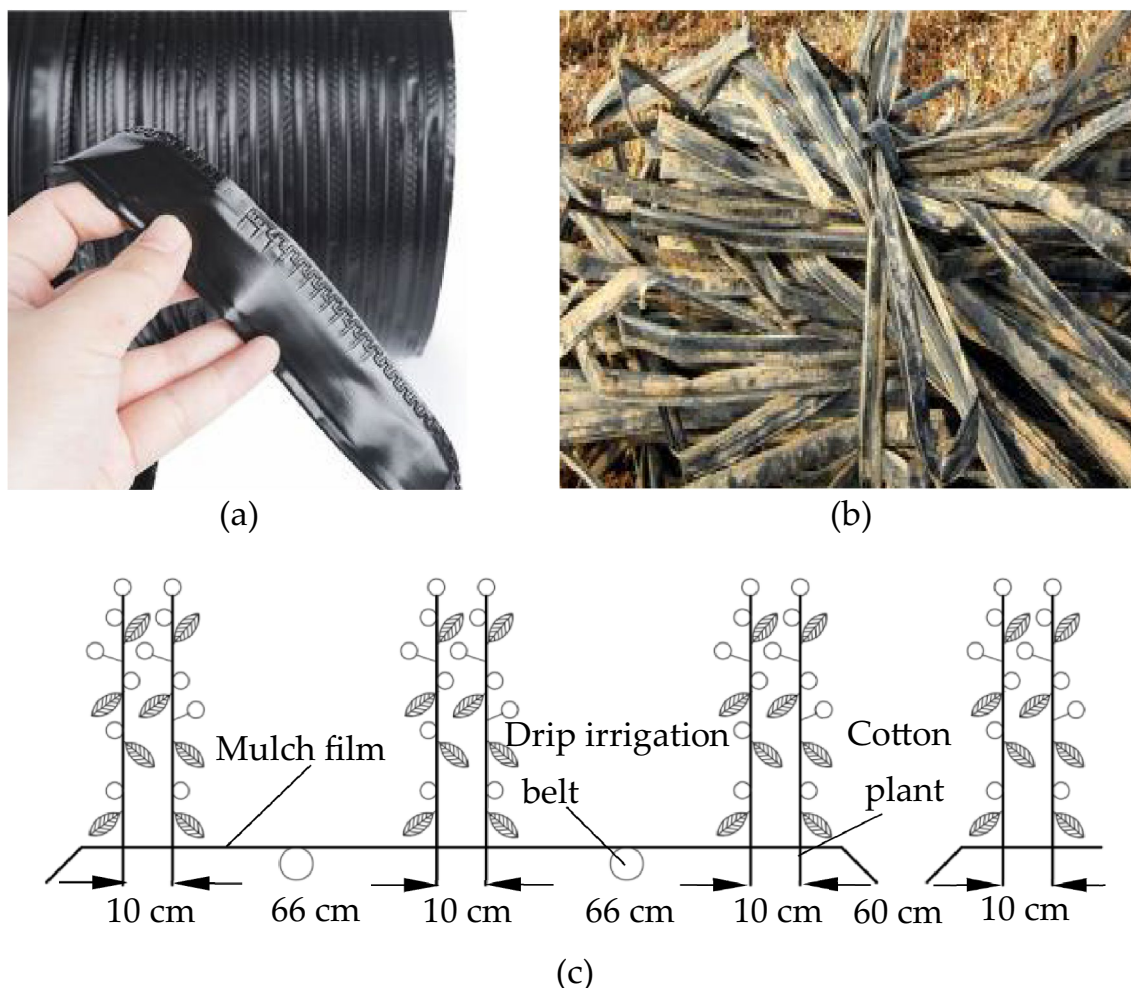 (a)
(b)
Mulch film
Drip irrigation
belt
Cotton
plant
10 cm
66 cm
10 cm
66 cm
10 cm
60 cm
10 cm
(c)